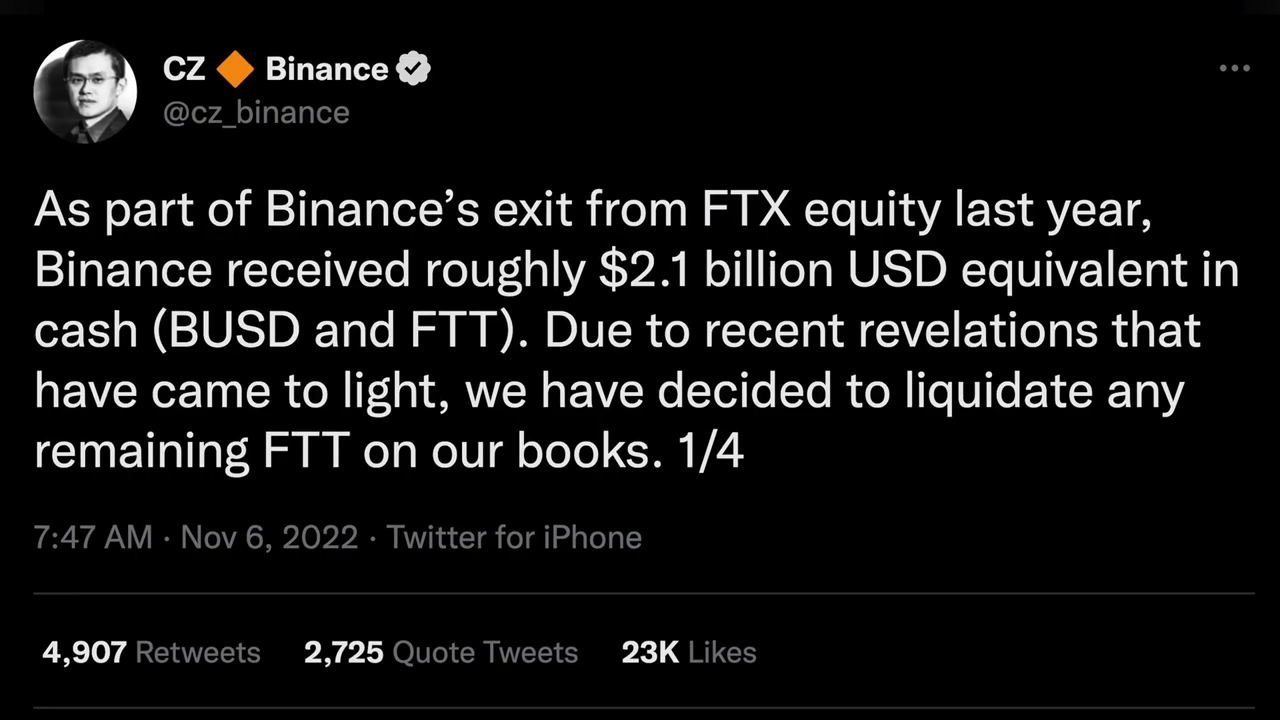 CZ 🔶 Binance
@cz_binance
As part of Binance’s exit from FTX equity last year,
Binance received roughly $2.1 billion USD equivalent in
cash (BUSD and FTT). Due to recent revelations that
have came to light, we have decided to liquidate any
remaining FTT on our books. 1/4
7:47 AM · Nov 6, 2022 · Twitter for iPhone
4,907 Retweets 2,725 Quote Tweets 23K Likes